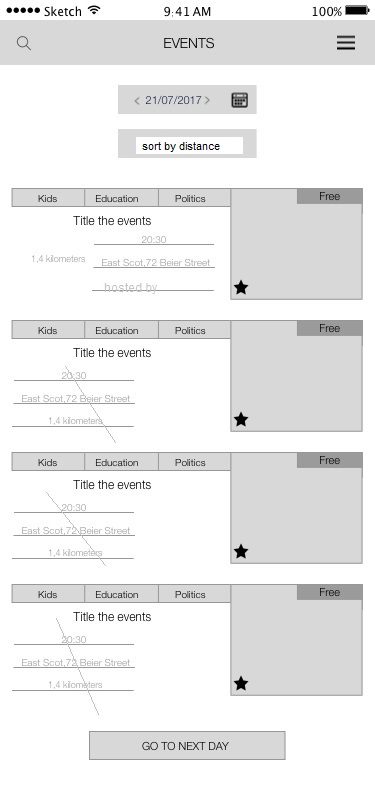 ●●●●● Sketch 9:41 AM 100%
EVENTS
< 21/07/2017 >
sort by distance
Kids Education Politics Free
Title the events
20:30
1,4 kilometers East Scot,72 Beier Street
hosted by
Kids Education Politics Free
Title the events
20:30
East Scot,72 Beier Street
1,4 kilometers
Kids Education Politics Free
Title the events
20:30
East Scot,72 Beier Street
1,4 kilometers
Kids Education Politics Free
Title the events
20:30
East Scot,72 Beier Street
1,4 kilometers
GO TO NEXT DAY